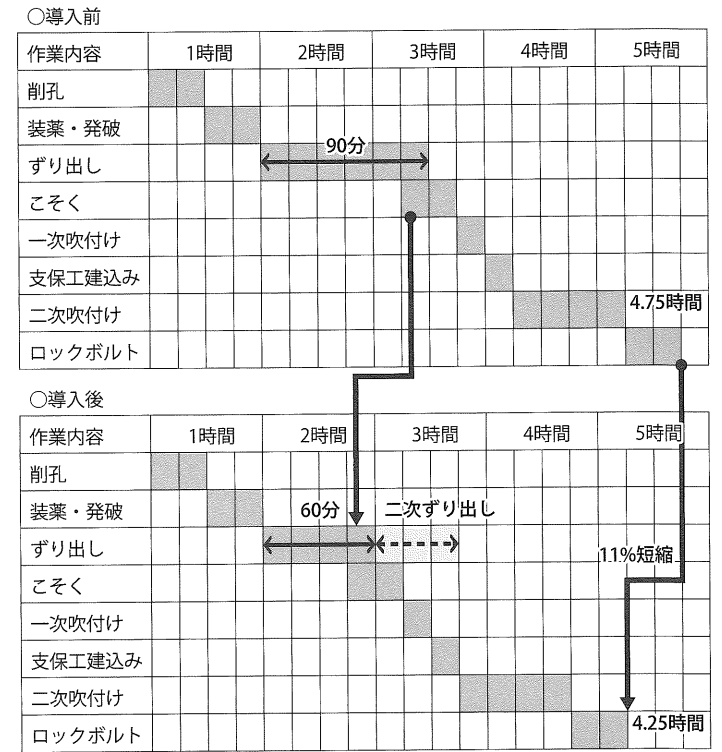 ○導入前
作業内容 1時間 2時間 3時間 4時間 5時間
削孔
装薬・発破
90分
ずり出し
こそく
一次吹付け
支保工建込み
二次吹付け 4.75時間
ロックボルト
○導入後
作業内容 1時間 2時間 3時間 4時間 5時間
削孔
装薬・発破 60分 二次ずり出し
ずり出し
11%短縮
こそく
一次吹付け
支保工建込み
二次吹付け
ロックボルト 4.25時間